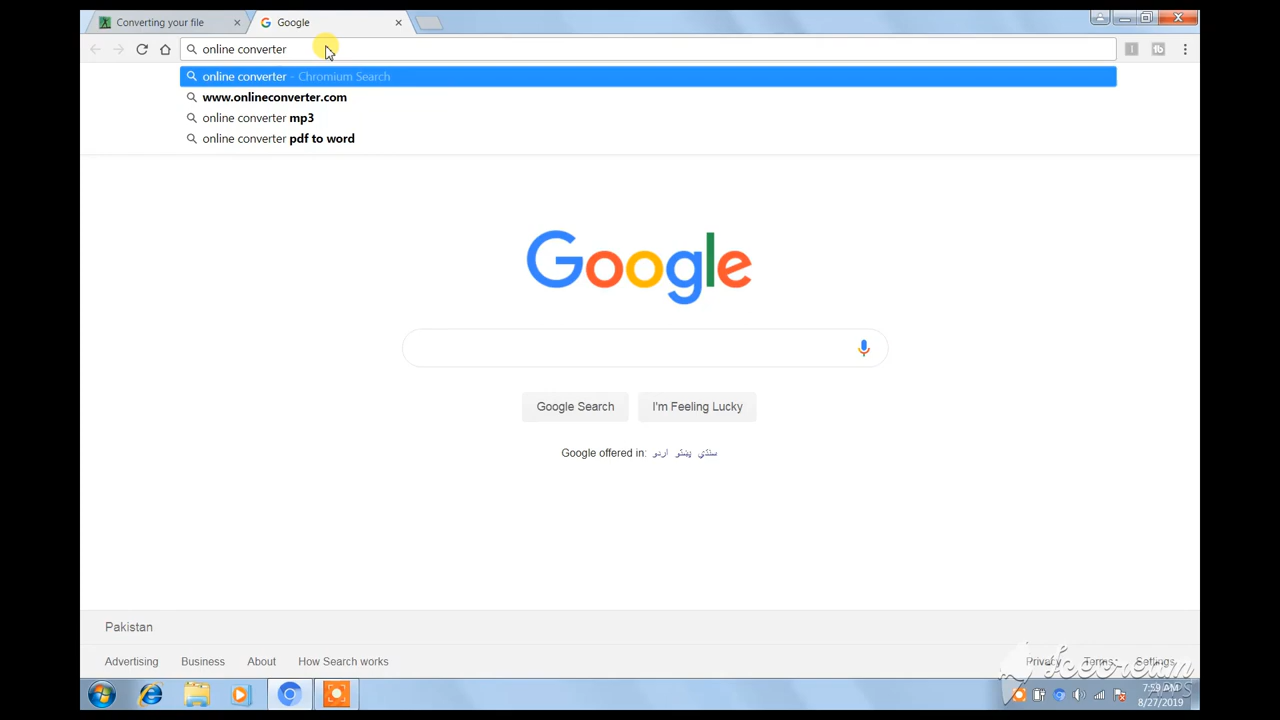 Converting your file
Google
online converter
online converter - Chromium Search
www.onlineconverter.com
online converter mp3
online converter pdf to word
Google
Google Search
I'm Feeling Lucky
Google offered in: اردو پښتو سنڌي
Pakistan
Advertising
Business
About
How Search works
Privacy
Terms
Settings
Icecream
APPS
7:59 AM
8/27/2019